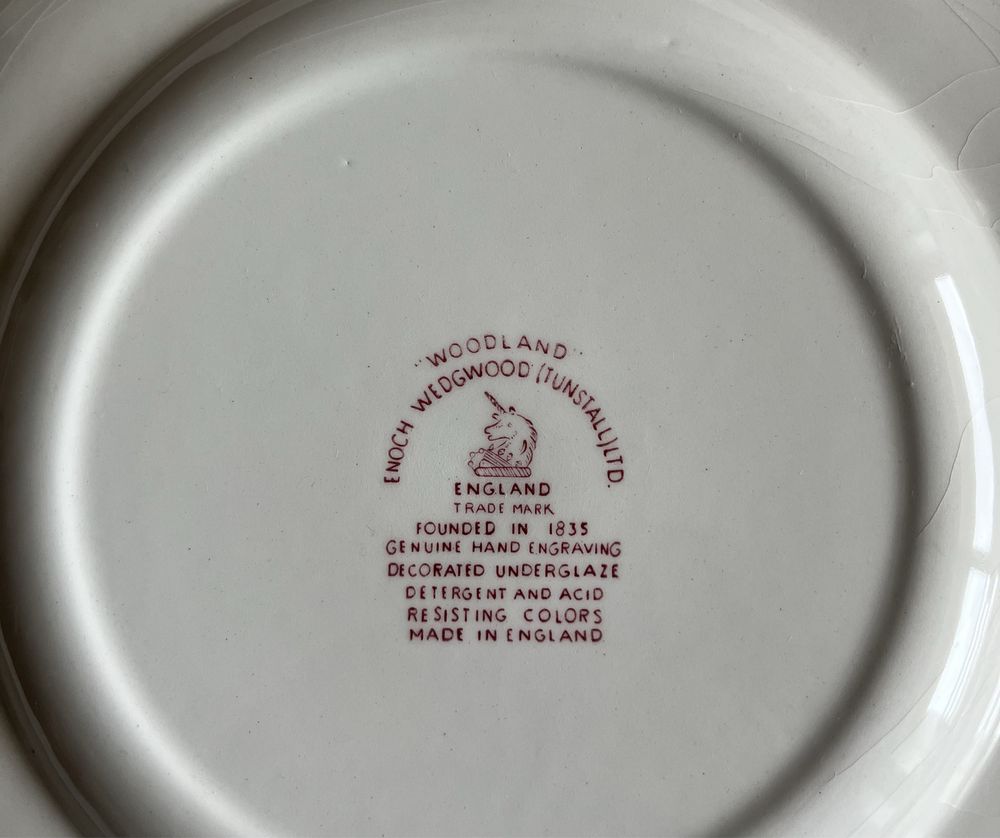 "WOODLAND"
ENOCH WEDGWOOD (TUNSTALL) LTD.
ENGLAND
TRADE MARK
FOUNDED IN 1835
GENUINE HAND ENGRAVING
DECORATED UNDERGLAZE
DETERGENT AND ACID
RESISTING COLORS
MADE IN ENGLAND